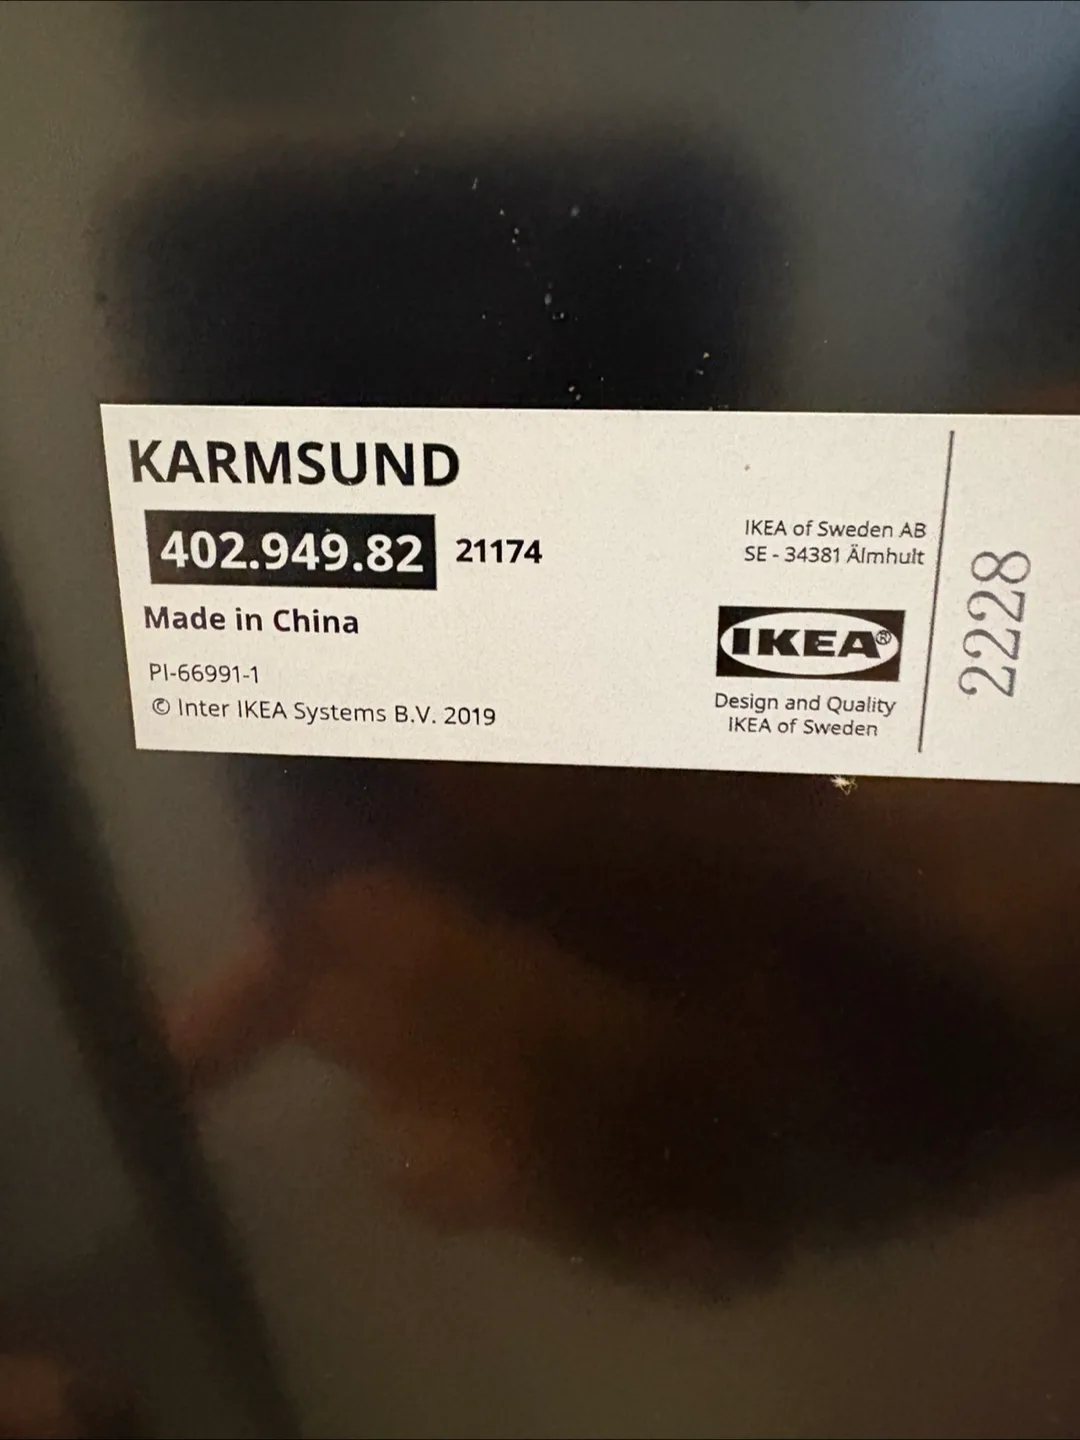 KARMSUND
402.949.82 21174
Made in China
PI-66991-1
© Inter IKEA Systems B.V. 2019
IKEA of Sweden AB
SE - 34381 Älmhult
IKEA®
Design and Quality
IKEA of Sweden
2228